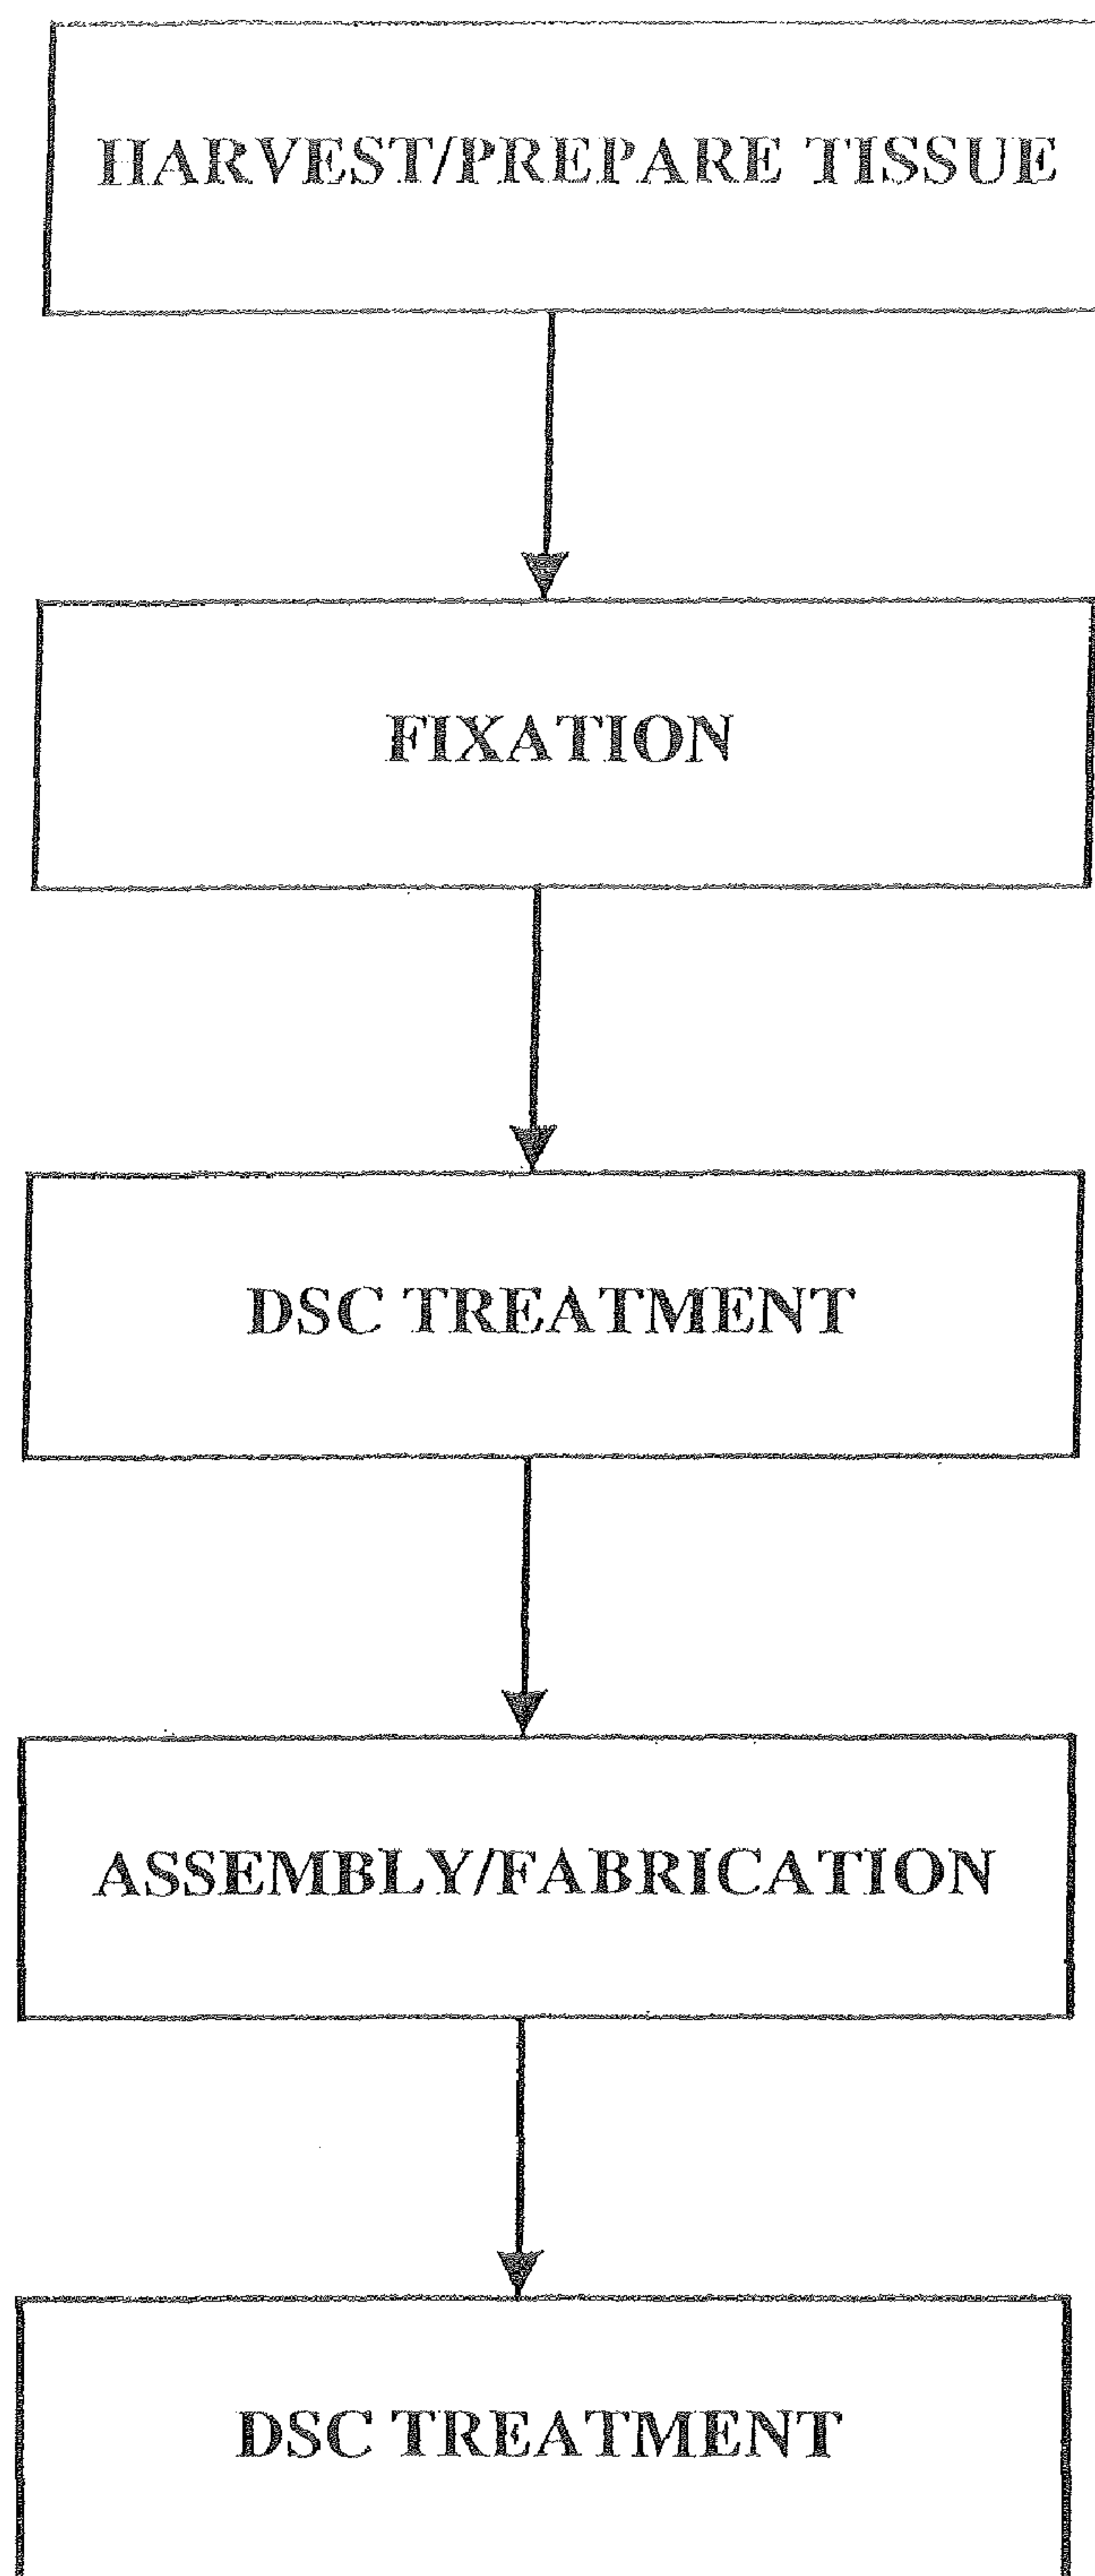 HARVEST/PREPARE TISSUE
FIXATION
DSC TREATMENT
ASSEMBLY/FABRICATION
DSC TREATMENT